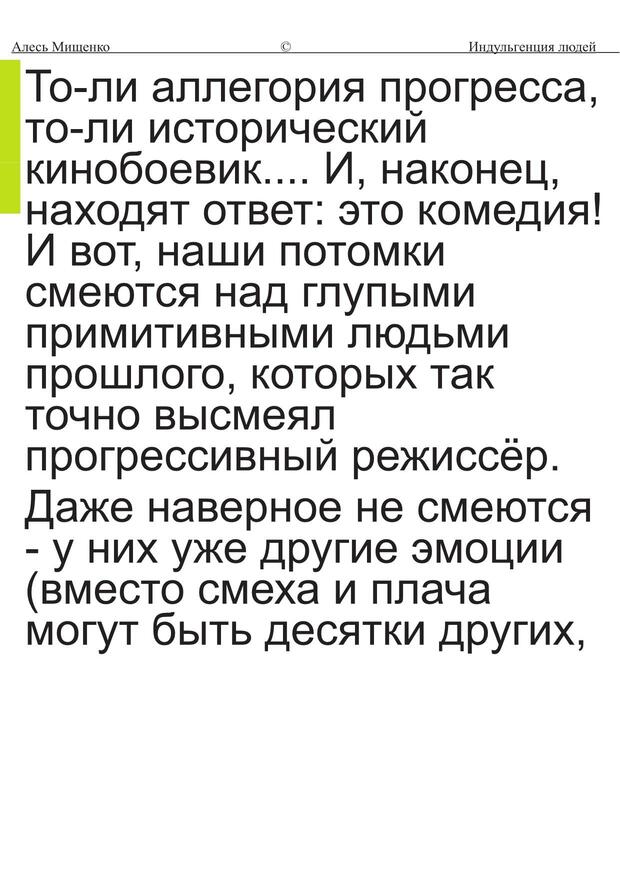 Алесь Мищенко © Индульгенция людей
То-ли аллегория прогресса,
то-ли исторический
кинобоевик.... И, наконец,
находят ответ: это комедия!
И вот, наши потомки
смеются над глупыми
примитивными людьми
прошлого, которых так
точно высмеял
прогрессивный режиссёр.
Даже наверное не смеются
- у них уже другие эмоции
(вместо смеха и плача
могут быть десятки других,